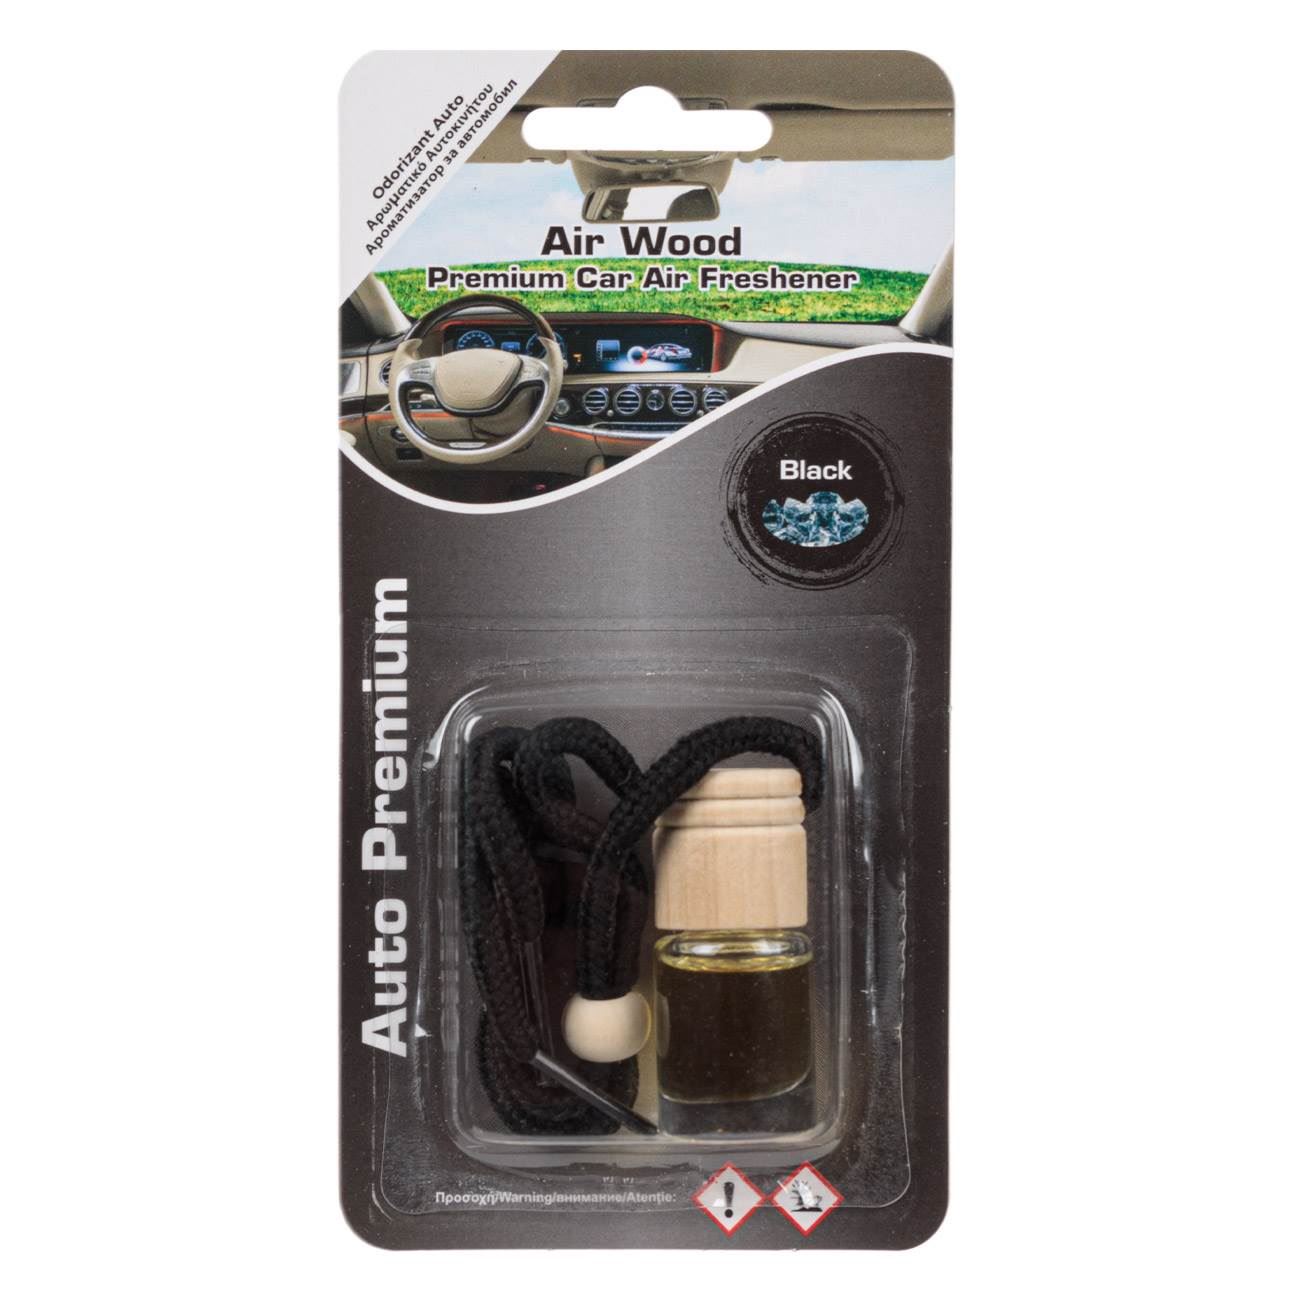 Odorizant Auto
Αρωματικό Αυτοκινήτου
Ароматизатор за автомобил
Air Wood
Premium Car Air Freshener
Black
Auto Premium
Προσοχή/Warning/внимание/Atenție: